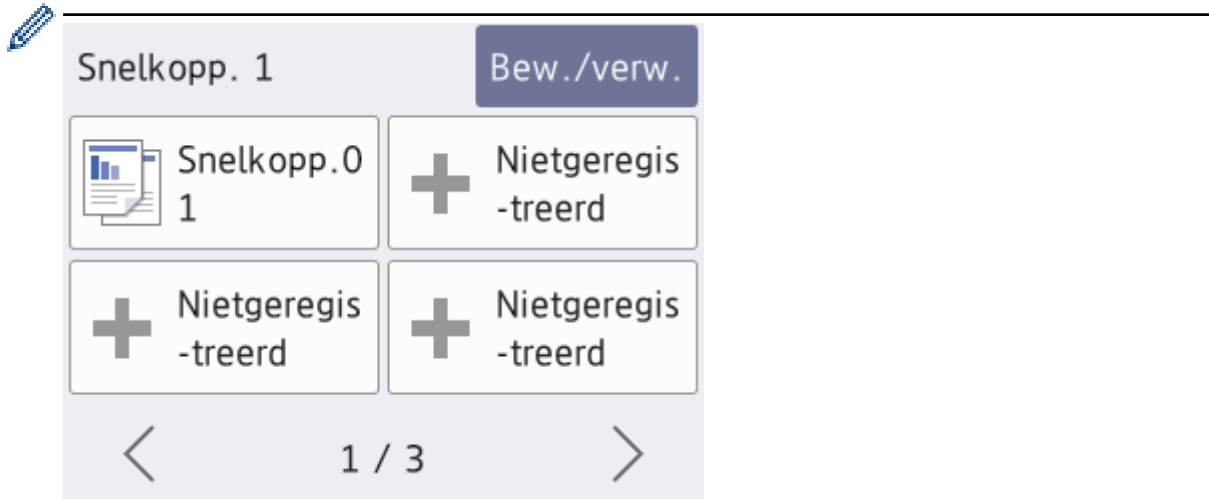 Snelkopp. 1
Bew./verw.
Snelkopp.0
1
Nietgeregis
-treerd
Nietgeregis
-treerd
Nietgeregis
-treerd
1 / 3